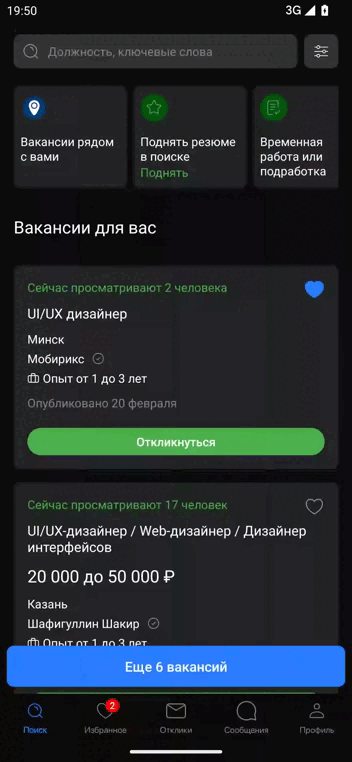 19:50
3G
Должность, ключевые слова
Вакансии рядом
с вами
Поднять резюме
в поиске
Поднять
Временная
работа или
подработка
Вакансии для вас
Сейчас просматривают 2 человека
UI/UX дизайнер
Минск
Мобирикс
Опыт от 1 до 3 лет
Опубликовано 20 февраля
Откликнуться
Сейчас просматривают 17 человек
UI/UX-дизайнер / Web-дизайнер / Дизайнер
интерфейсов
20 000 до 50 000 ₽
Казань
Шафигуллин Шакир
Опыт от 1 до 3 лет
Еще 6 вакансий
2
Поиск
Избранное
Отклики
Сообщения
Профиль